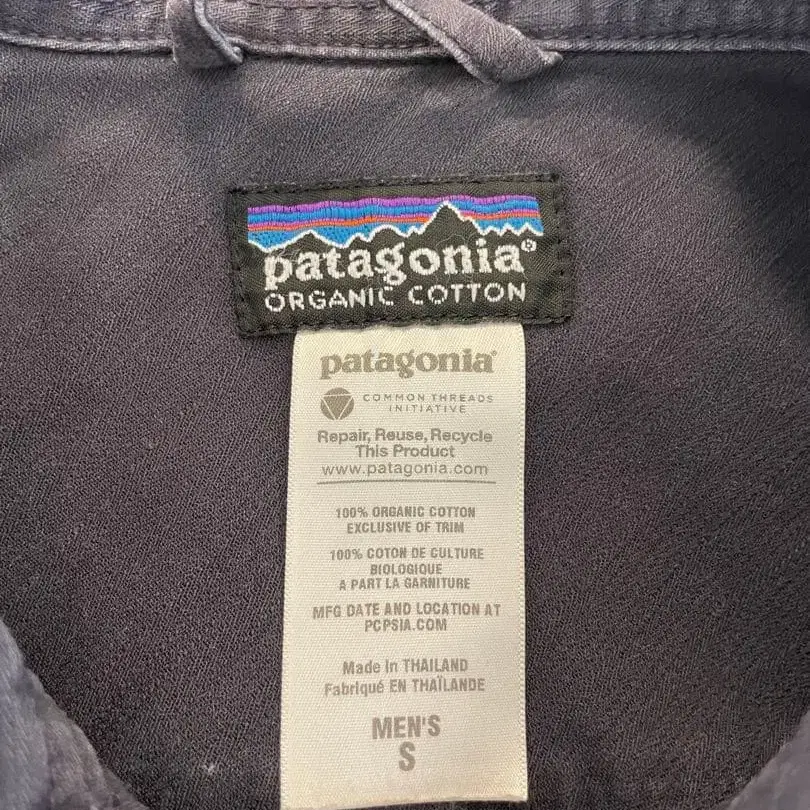 patagonia®
ORGANIC COTTON
patagonia®
COMMON THREADS
INITIATIVE
Repair, Reuse, Recycle
This Product
www.patagonia.com
100% ORGANIC COTTON
EXCLUSIVE OF TRIM
100% COTON DE CULTURE
BIOLOGIQUE
A PART LA GARNITURE
MFG DATE AND LOCATION AT
PCPSIA.COM
Made in THAILAND
Fabriqué EN THAÏLANDE
MEN'S
S